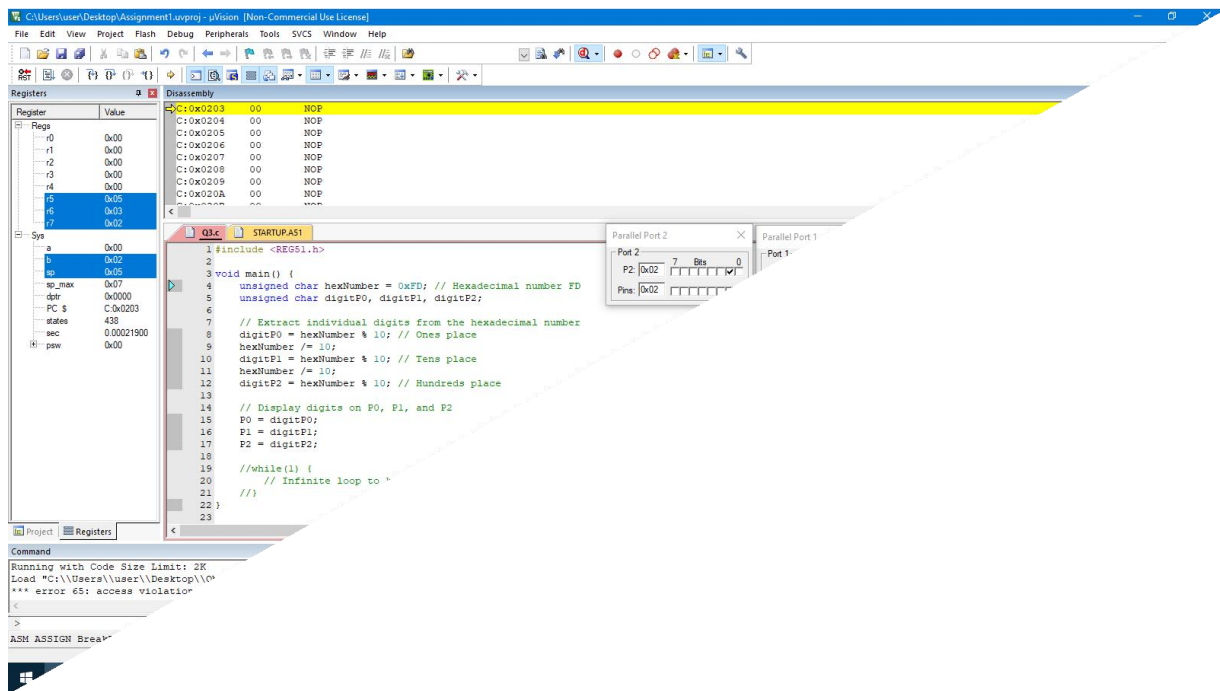 C:\Users\user\Desktop\Assignment1.uvproj - µVision [Non-Commercial Use License]
File Edit View Project Flash Debug Peripherals Tools SVCS Window Help
Registers
Disassembly
Register Value
Regs
r0 0x00
r1 0x00
r2 0x00
r3 0x00
r4 0x00
r5 0x05
r6 0x03
r7 0x02
Sys
a 0x00
b 0x02
sp 0x05
sp_max 0x07
dptr 0x0000
PC $ C:0x0203
states 438
sec 0.00021900
psw 0x00
Project Registers
C:0x0203 00 NOP
C:0x0204 00 NOP
C:0x0205 00 NOP
C:0x0206 00 NOP
C:0x0207 00 NOP
C:0x0208 00 NOP
C:0x0209 00 NOP
C:0x020A 00 NOP
C:0x020B 00 NOP
Q3.c STARTUP.A51
1 #include <REG51.h>
2
3 void main() {
4 unsigned char hexNumber = 0xFD; // Hexadecimal number FD
5 unsigned char digitP0, digitP1, digitP2;
6
7 // Extract individual digits from the hexadecimal number
8 digitP0 = hexNumber % 10; // Ones place
9 hexNumber /= 10;
10 digitP1 = hexNumber % 10; // Tens place
11 hexNumber /= 10;
12 digitP2 = hexNumber % 10; // Hundreds place
13
14 // Display digits on P0, P1, and P2
15 P0 = digitP0;
16 P1 = digitP1;
17 P2 = digitP2;
18
19 //while(1) {
20 // Infinite loop to
21 //}
22 }
23
Parallel Port 2
Port 2
7 Bits 0
P2: 0x02
Pins: 0x02
Parallel Port 1
Port 1
Command
Running with Code Size Limit: 2K
Load "C:\\Users\\user\\Desktop\\
*** error 65: access violation
>
ASM ASSIGN